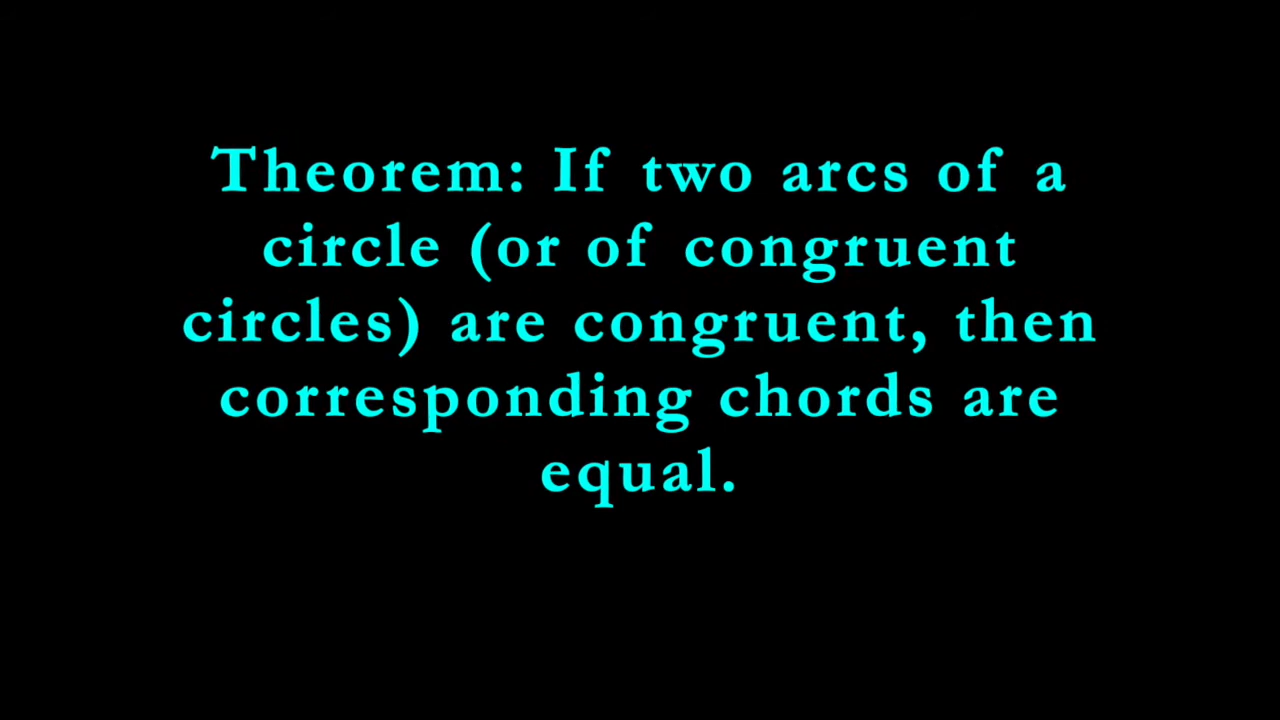 Theorem: If two arcs of a
circle (or of congruent
circles) are congruent, then
corresponding chords are
equal.